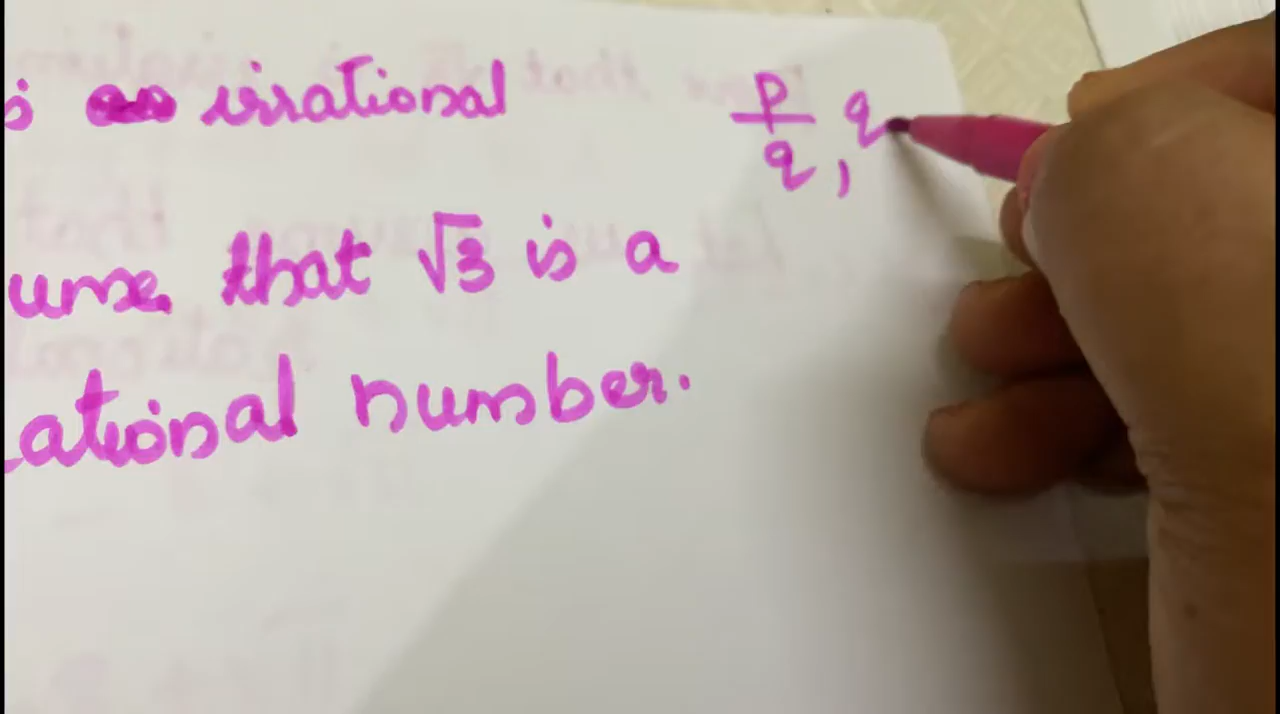 is irrational
p/q, q
ume that √3 is a
ational number.